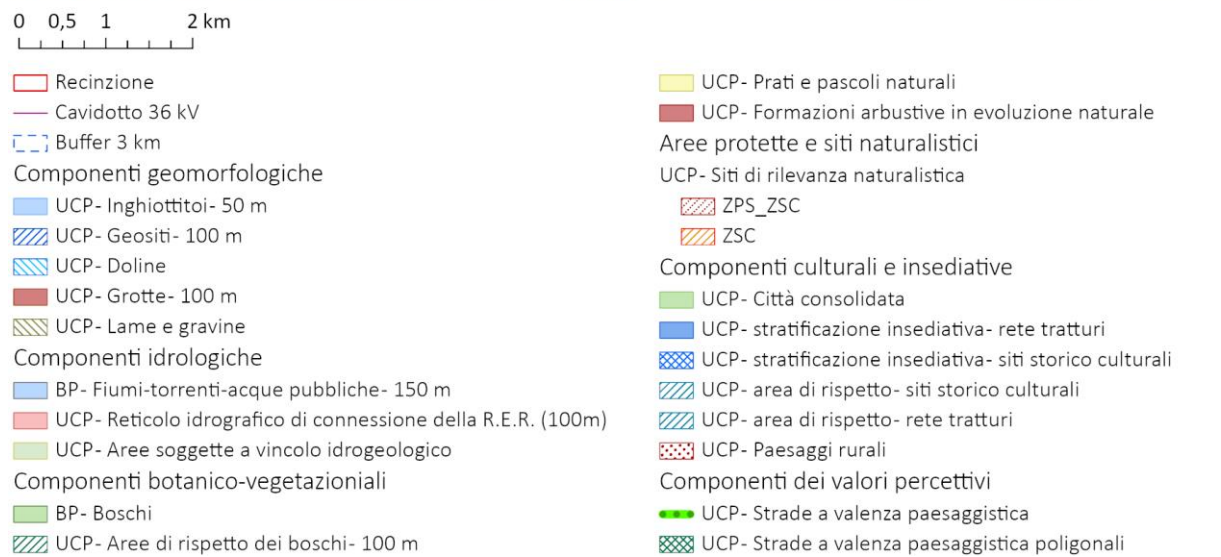 0 0,5 1 2 km
Recinzione
Cavidotto 36 kV
Buffer 3 km
Componenti geomorfologiche
UCP- Inghiottitoi- 50 m
UCP- Geositi- 100 m
UCP- Doline
UCP- Grotte- 100 m
UCP- Lame e gravine
Componenti idrologiche
BP- Fiumi-torrenti-acque pubbliche- 150 m
UCP- Reticolo idrografico di connessione della R.E.R. (100m)
UCP- Aree soggette a vincolo idrogeologico
Componenti botanico-vegetazioniali
BP- Boschi
UCP- Aree di rispetto dei boschi- 100 m
UCP- Prati e pascoli naturali
UCP- Formazioni arbustive in evoluzione naturale
Aree protette e siti naturalistici
UCP- Siti di rilevanza naturalistica
ZPS_ZSC
ZSC
Componenti culturali e insediative
UCP- Città consolidata
UCP- stratificazione insediativa- rete tratturi
UCP- stratificazione insediativa- siti storico culturali
UCP- area di rispetto- siti storico culturali
UCP- area di rispetto- rete tratturi
UCP- Paesaggi rurali
Componenti dei valori percettivi
UCP- Strade a valenza paesaggistica
UCP- Strade a valenza paesaggistica poligonali